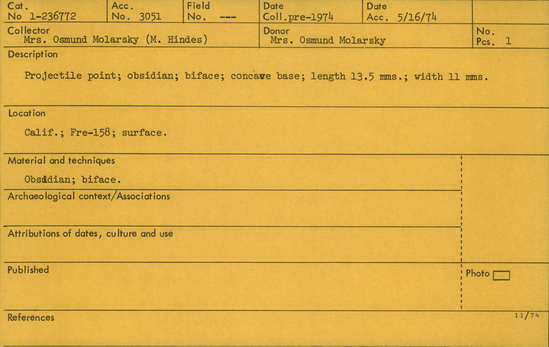 Cat. No 1-236772 Acc. No. 3051 Field No. --- Date Coll. pre-1974 Date Acc. 5/16/74
Collector Mrs. Osmund Molarsky (M. Hindes) Donor Mrs. Osmund Molarsky No. Pcs. 1
Description
Projectile point; obsidian; biface; concave base; length 13.5 mms.; width 11 mms.
Location
Calif.; Fre-158; surface.
Material and techniques
Obsidian; biface.
Archaeological context/Associations
Attributions of dates, culture and use
Published Photo
References 11/74